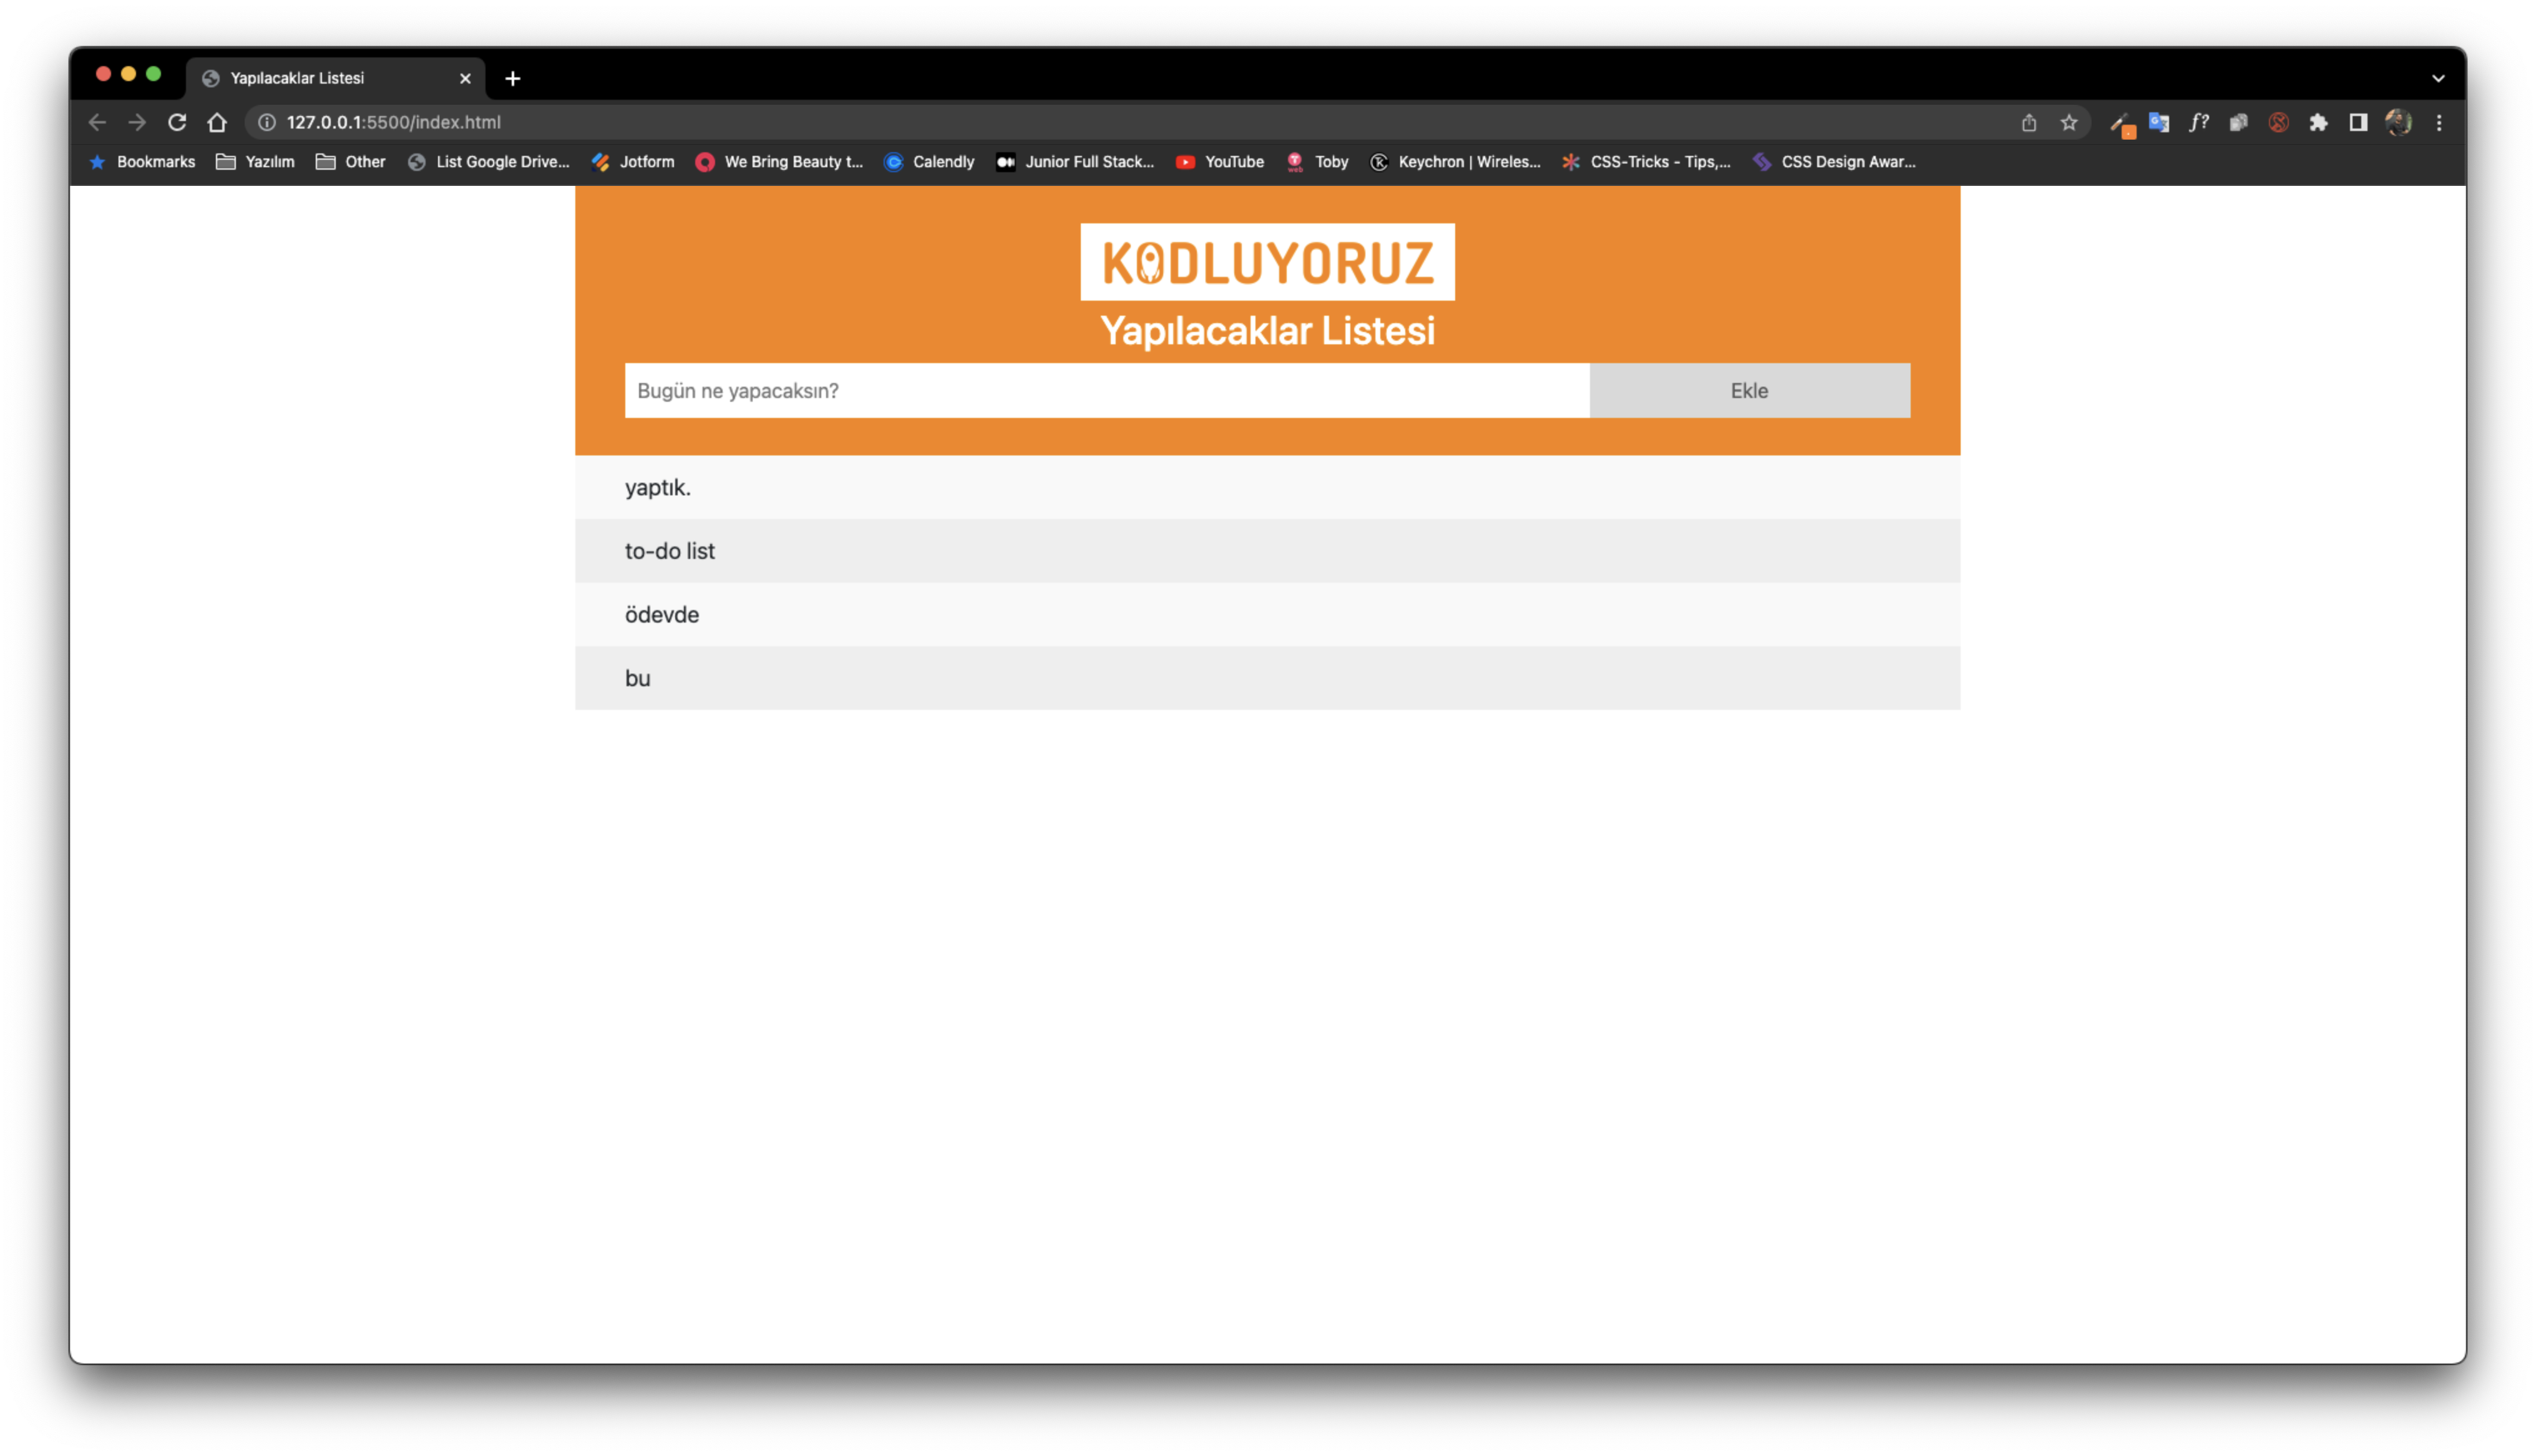 Yapılacaklar Listesi
127.0.0.1:5500/index.html
Bookmarks Yazılım Other List Google Drive... Jotform We Bring Beauty t... Calendly Junior Full Stack... YouTube Toby Keychron | Wireles... CSS-Tricks - Tips,... CSS Design Awar...
KODLUYORUZ
Yapılacaklar Listesi
Bugün ne yapacaksın? Ekle
yaptık.
to-do list
ödevde
bu